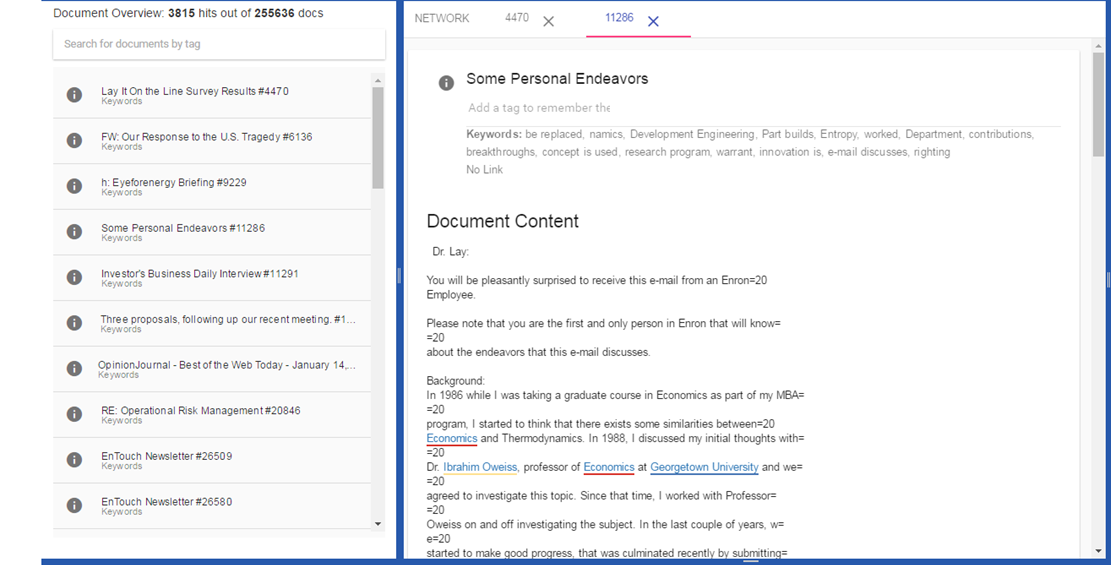 Document Overview: 3815 hits out of 255636 docs
Search for documents by tag
Lay It On the Line Survey Results #4470
Keywords
FW: Our Response to the U.S. Tragedy #6136
Keywords
h: Eyeforenergy Briefing #9229
Keywords
Some Personal Endeavors #11286
Keywords
Investor's Business Daily Interview #11291
Keywords
Three proposals, following up our recent meeting. #1...
Keywords
OpinionJournal - Best of the Web Today - January 14,...
Keywords
RE: Operational Risk Management #20846
Keywords
EnTouch Newsletter #26509
Keywords
EnTouch Newsletter #26580
Keywords
NETWORK 4470 11286
Some Personal Endeavors
Add a tag to remember the
Keywords: be replaced, namics, Development Engineering, Part builds, Entropy, worked, Department, contributions,
breakthroughs, concept is used, research program, warrant, innovation is, e-mail discusses, righting
No Link
Document Content
Dr. Lay:
You will be pleasantly surprised to receive this e-mail from an Enron=20
Employee.
Please note that you are the first and only person in Enron that will know=
=20
about the endeavors that this e-mail discusses.
Background:
In 1986 while I was taking a graduate course in Economics as part of my MBA=
=20
program, I started to think that there exists some similarities between=20
Economics and Thermodynamics. In 1988, I discussed my initial thoughts with=
=20
Dr. Ibrahim Oweiss, professor of Economics at Georgetown University and we=
=20
agreed to investigate this topic. Since that time, I worked with Professor=
=20
Oweiss on and off investigating the subject. In the last couple of years, w=
e=20
started to make good progress, that was culminated recently by submitting=